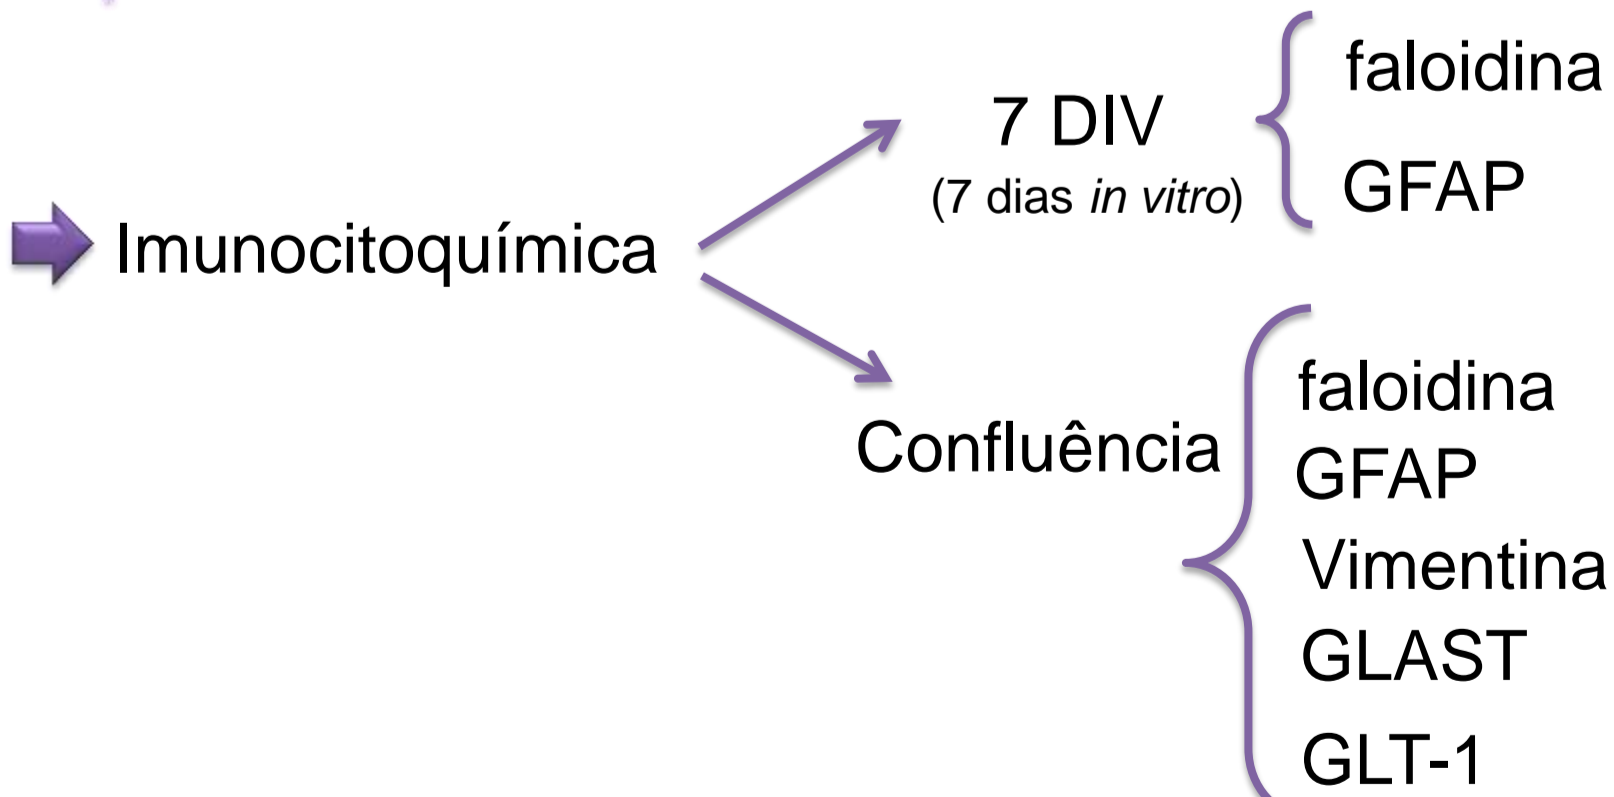 Imunocitoquímica
7 DIV
(7 dias in vitro)
faloidina
GFAP
Confluência
faloidina
GFAP
Vimentina
GLAST
GLT-1